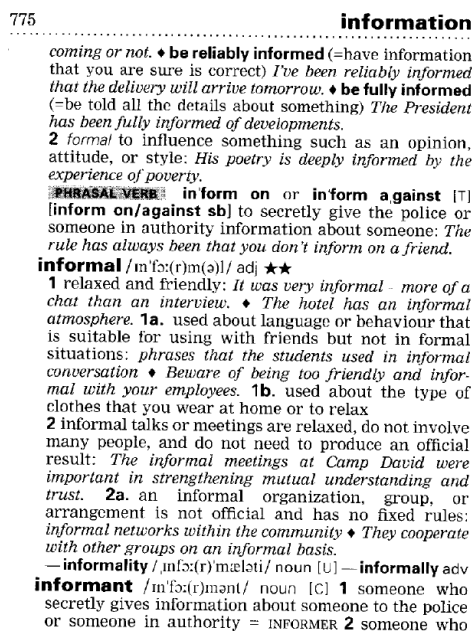 775 information
coming or not. ♦ be reliably informed (=have information
that you are sure is correct) I've been reliably informed
that the delivery will arrive tomorrow. ♦ be fully informed
(=be told all the details about something) The President
has been fully informed of developments.
2 formal to influence something such as an opinion,
attitude, or style: His poetry is deeply informed by the
experience of poverty.
PHRASAL VERB inˈform on or inˈform aˌgainst [T]
[inform on/against sb] to secretly give the police or
someone in authority information about someone: The
rule has always been that you don't inform on a friend.
informal /ɪnˈfɔː(r)m(ə)l/ adj ★★
1 relaxed and friendly: It was very informal – more of a
chat than an interview. ♦ The hotel has an informal
atmosphere. 1a. used about language or behaviour that
is suitable for using with friends but not in formal
situations: phrases that the students used in informal
conversation ♦ Beware of being too friendly and infor-
mal with your employees. 1b. used about the type of
clothes that you wear at home or to relax
2 informal talks or meetings are relaxed, do not involve
many people, and do not need to produce an official
result: The informal meetings at Camp David were
important in strengthening mutual understanding and
trust. 2a. an informal organization, group, or
arrangement is not official and has no fixed rules:
informal networks within the community ♦ They cooperate
with other groups on an informal basis.
—informality /ˌɪnfɔː(r)ˈmæləti/ noun [U] —informally adv
informant /ɪnˈfɔː(r)mənt/ noun [C] 1 someone who
secretly gives information about someone to the police
or someone in authority = INFORMER 2 someone who